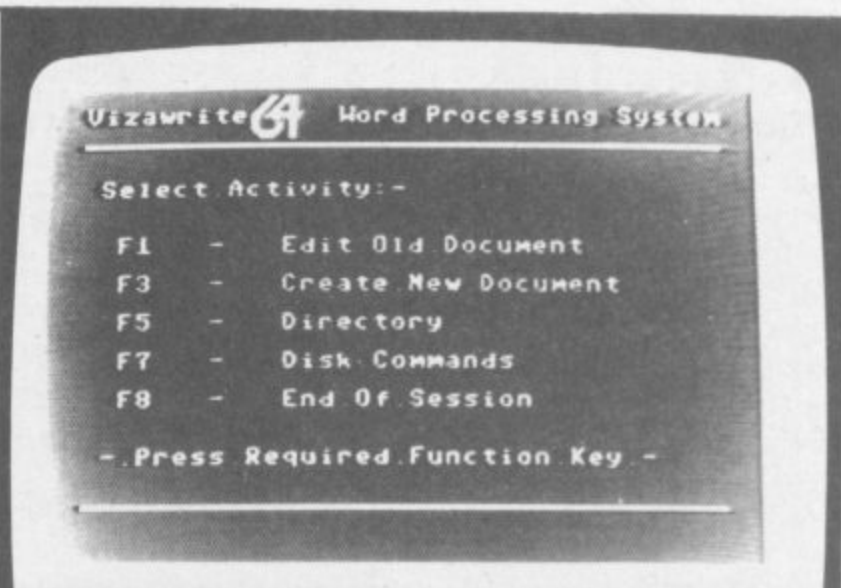 Vizawrite 64 Word Processing System
Select Activity:-
F1 - Edit Old Document
F3 - Create New Document
F5 - Directory
F7 - Disk Commands
F8 - End Of Session
- Press Required Function Key -